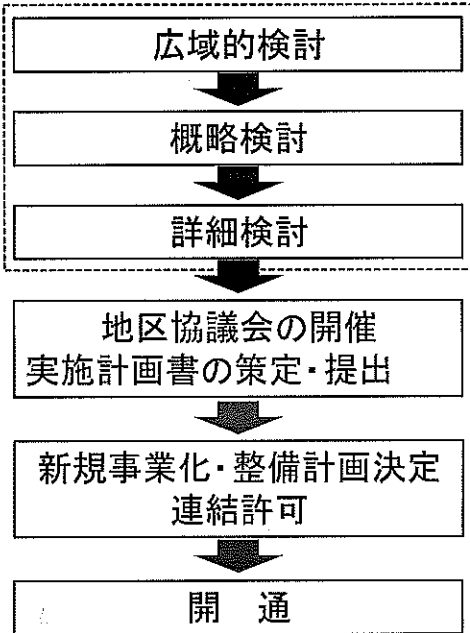 広域的検討
概略検討
詳細検討
地区協議会の開催
実施計画書の策定・提出
新規事業化・整備計画決定
連結許可
開　通